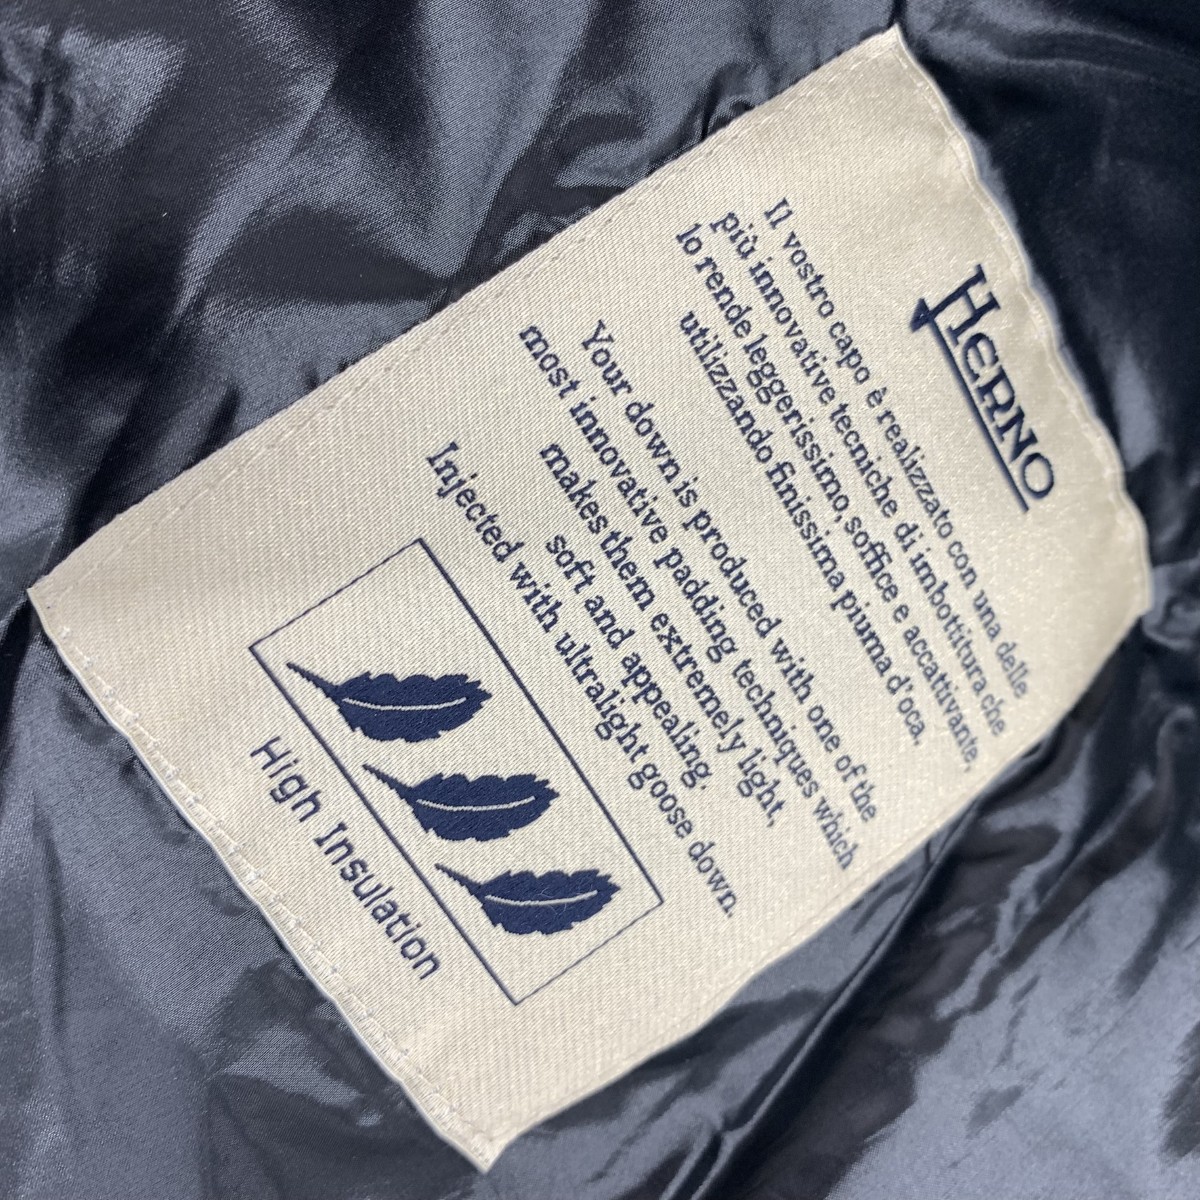 HERNO
Il vostro capo è realizzato con una delle
più innovative tecniche di imbottitura che
lo rende leggerissimo, soffice e accattivante,
utilizzando finissima piuma d'oca.
Your down is produced with one of the
most innovative padding techniques which
makes them extremely light,
soft and appealing.
Injected with ultralight goose down.
High Insulation